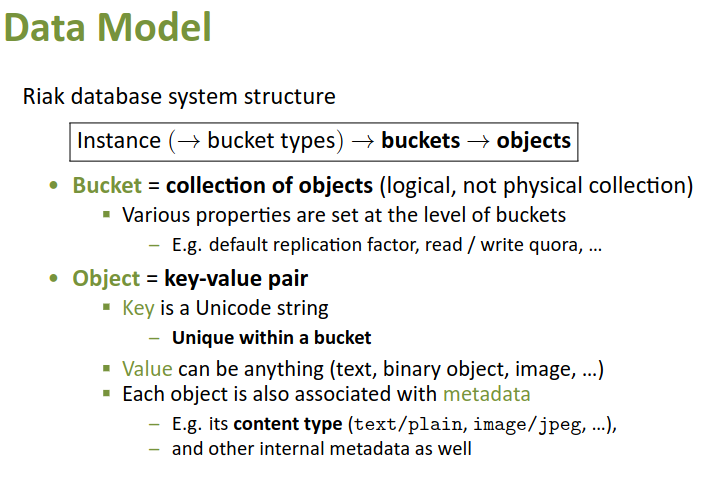 Data Model
Riak database system structure
Instance (→ bucket types) → buckets → objects
• Bucket = collection of objects (logical, not physical collection)
▪ Various properties are set at the level of buckets
– E.g. default replication factor, read / write quora, …
• Object = key-value pair
▪ Key is a Unicode string
– Unique within a bucket
▪ Value can be anything (text, binary object, image, …)
▪ Each object is also associated with metadata
– E.g. its content type (text/plain, image/jpeg, …),
– and other internal metadata as well